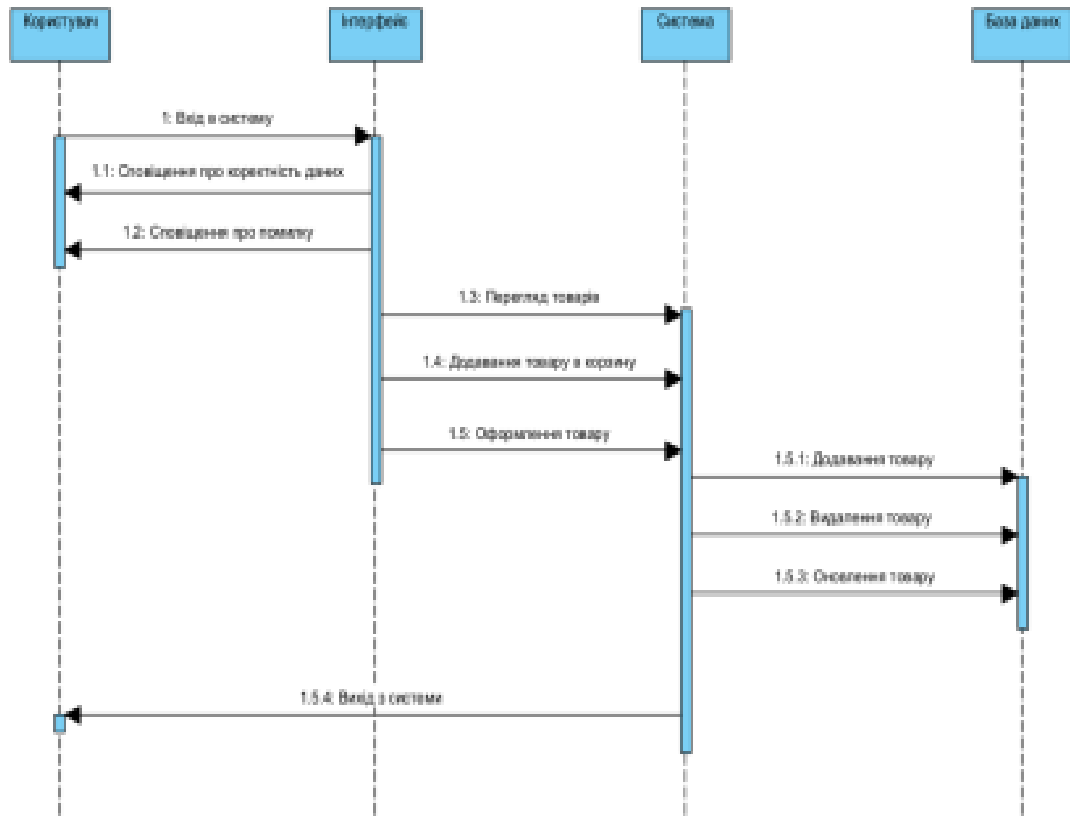 Користувач
Інтерфейс
Система
База даних
1: Вхід в систему
1.1: Сповіщення про коректність даних
1.2: Сповіщення про помилку
1.3: Перегляд товарів
1.4: Додавання товару в корзину
1.5: Оформлення товару
1.5.1: Додавання товару
1.5.2: Видалення товару
1.5.3: Оновлення товару
1.5.4: Вихід з системи